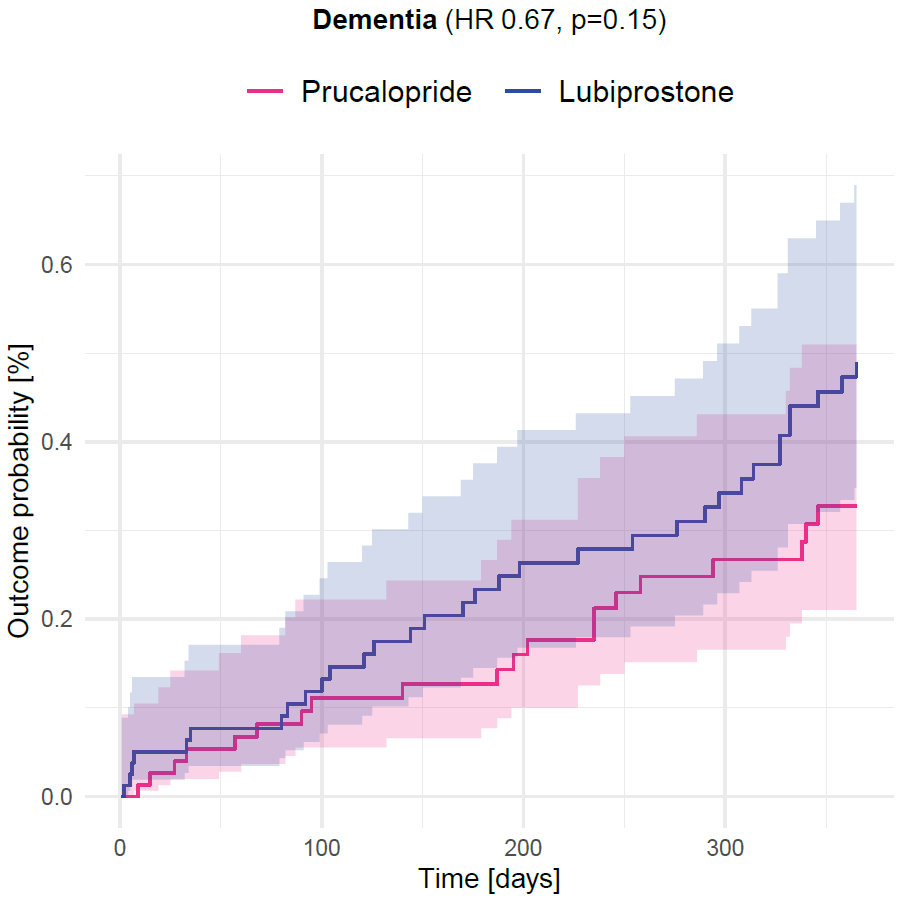 Dementia (HR 0.67, p=0.15)
Prucalopride Lubiprostone
Outcome probability [%]
0.6
0.4
0.2
0.0
0 100 200 300
Time [days]